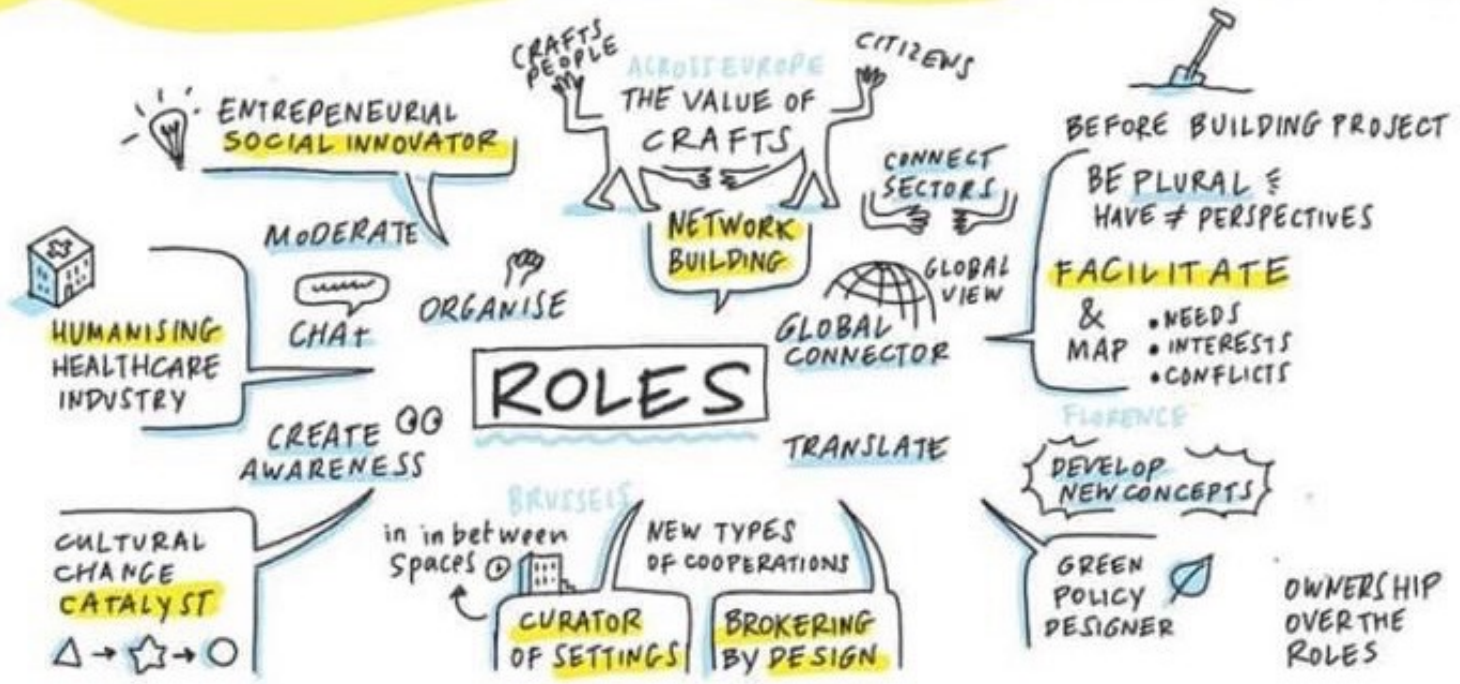 CRAFTS
PEOPLE
ACROSS EUROPE
CITIZENS
THE VALUE OF
CRAFTS
NETWORK
BUILDING
ENTREPENEURIAL
SOCIAL INNOVATOR
MODERATE
CHAT
ORGANISE
CONNECT
SECTORS
GLOBAL
VIEW
GLOBAL
CONNECTOR
BEFORE BUILDING PROJECT
BE PLURAL &
HAVE ≠ PERSPECTIVES
FACILITATE
&
MAP
• NEEDS
• INTERESTS
• CONFLICTS
HUMANISING
HEALTHCARE
INDUSTRY
ROLES
CREATE
AWARENESS
TRANSLATE
FLORENCE
DEVELOP
NEW CONCEPTS
CULTURAL
CHANGE
CATALYST
BRUSSELS
in in between
spaces
CURATOR
OF SETTINGS
NEW TYPES
OF COOPERATIONS
BROKERING
BY DESIGN
GREEN
POLICY
DESIGNER
OWNERSHIP
OVER THE
ROLES